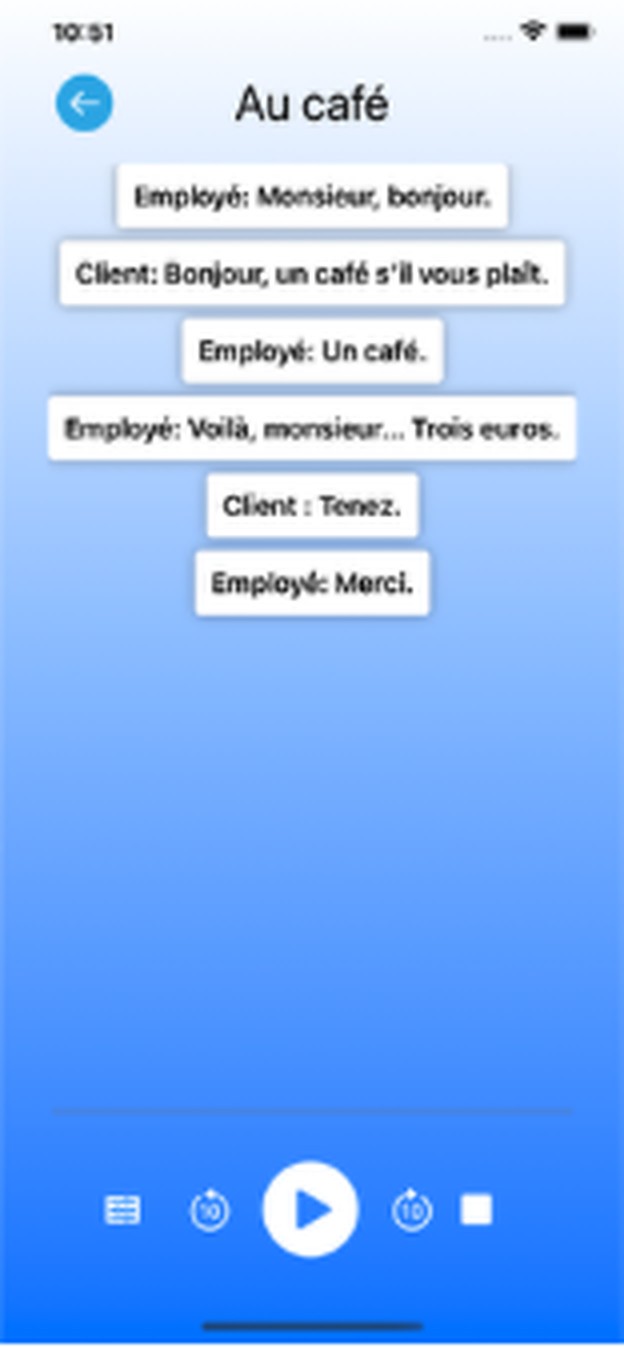 10:51
Au café
Employé: Monsieur, bonjour.
Client: Bonjour, un café s'il vous plaît.
Employé: Un café.
Employé: Voilà, monsieur... Trois euros.
Client : Tenez.
Employé: Merci.
10 10